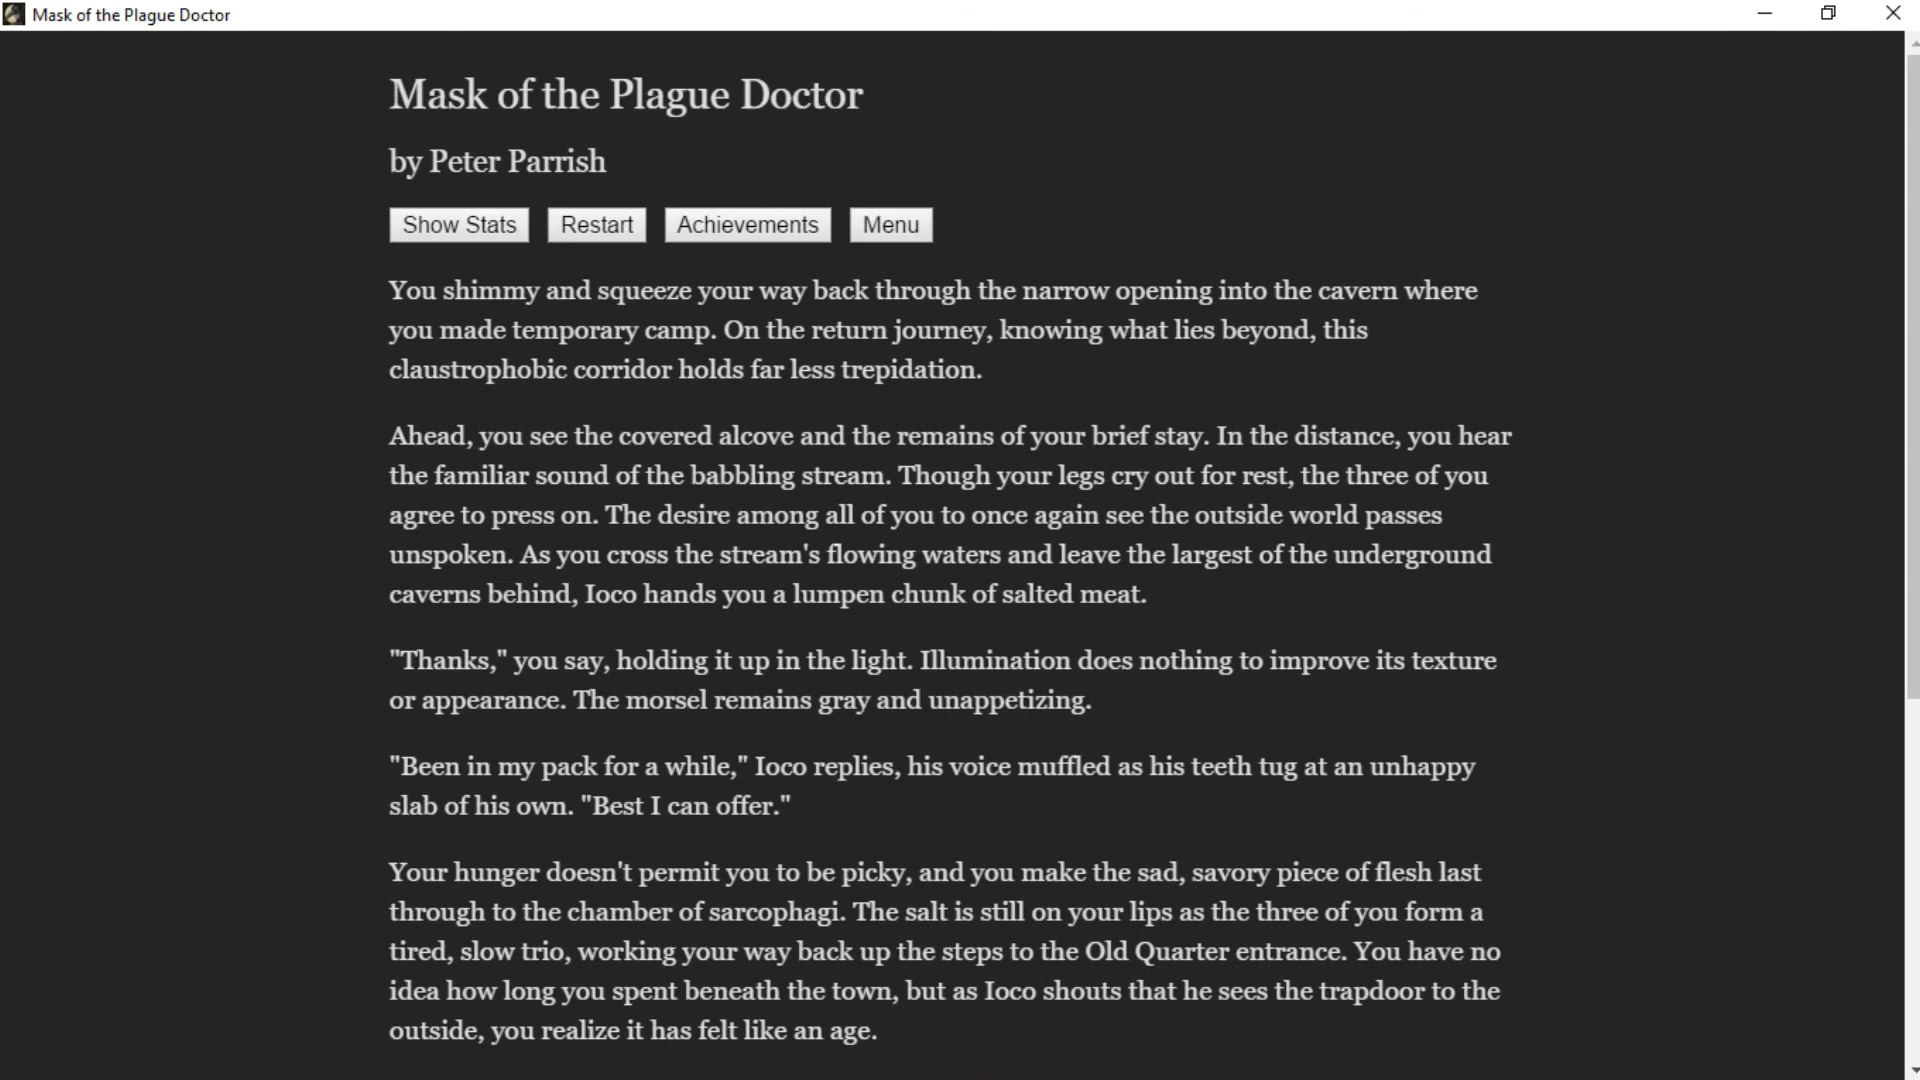 Mask of the Plague Doctor
Mask of the Plague Doctor
by Peter Parrish
Show Stats Restart Achievements Menu
You shimmy and squeeze your way back through the narrow opening into the cavern where
you made temporary camp. On the return journey, knowing what lies beyond, this
claustrophobic corridor holds far less trepidation.
Ahead, you see the covered alcove and the remains of your brief stay. In the distance, you hear
the familiar sound of the babbling stream. Though your legs cry out for rest, the three of you
agree to press on. The desire among all of you to once again see the outside world passes
unspoken. As you cross the stream's flowing waters and leave the largest of the underground
caverns behind, Ioco hands you a lumpen chunk of salted meat.
"Thanks," you say, holding it up in the light. Illumination does nothing to improve its texture
or appearance. The morsel remains gray and unappetizing.
"Been in my pack for a while," Ioco replies, his voice muffled as his teeth tug at an unhappy
slab of his own. "Best I can offer."
Your hunger doesn't permit you to be picky, and you make the sad, savory piece of flesh last
through to the chamber of sarcophagi. The salt is still on your lips as the three of you form a
tired, slow trio, working your way back up the steps to the Old Quarter entrance. You have no
idea how long you spent beneath the town, but as Ioco shouts that he sees the trapdoor to the
outside, you realize it has felt like an age.